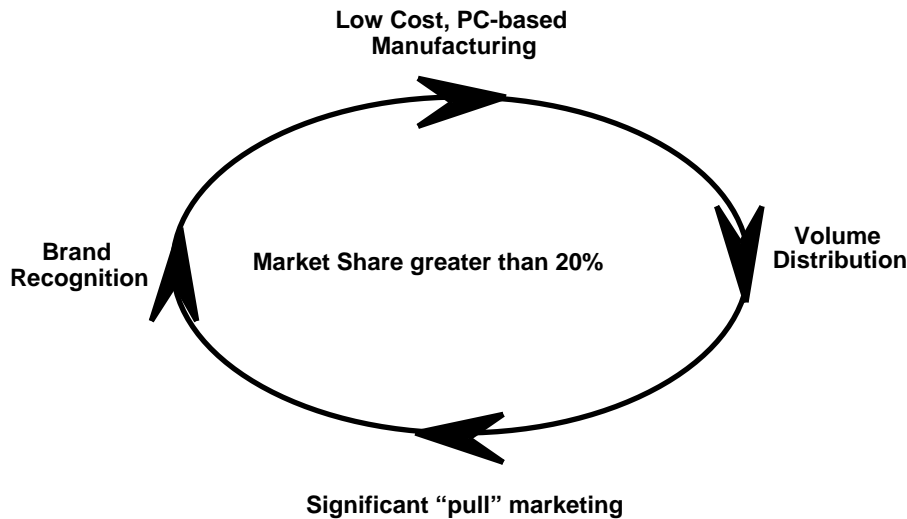 Low Cost, PC-based
Manufacturing
Brand
Recognition
Market Share greater than 20%
Volume
Distribution
Significant “pull” marketing